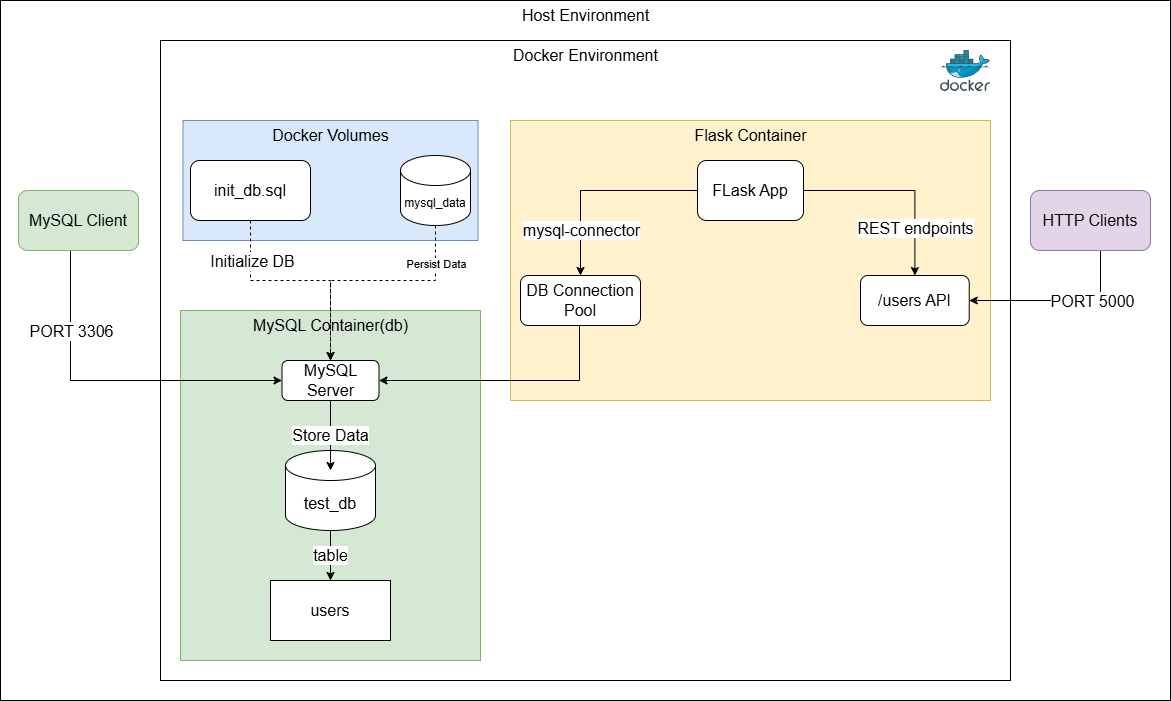 Host Environment
Docker Environment
docker
Docker Volumes
init_db.sql
mysql_data
Initialize DB
Persist Data
Flask Container
FLask App
mysql-connector
REST endpoints
DB Connection
Pool
/users API
MySQL Client
PORT 3306
HTTP Clients
PORT 5000
MySQL Container(db)
MySQL
Server
Store Data
test_db
table
users